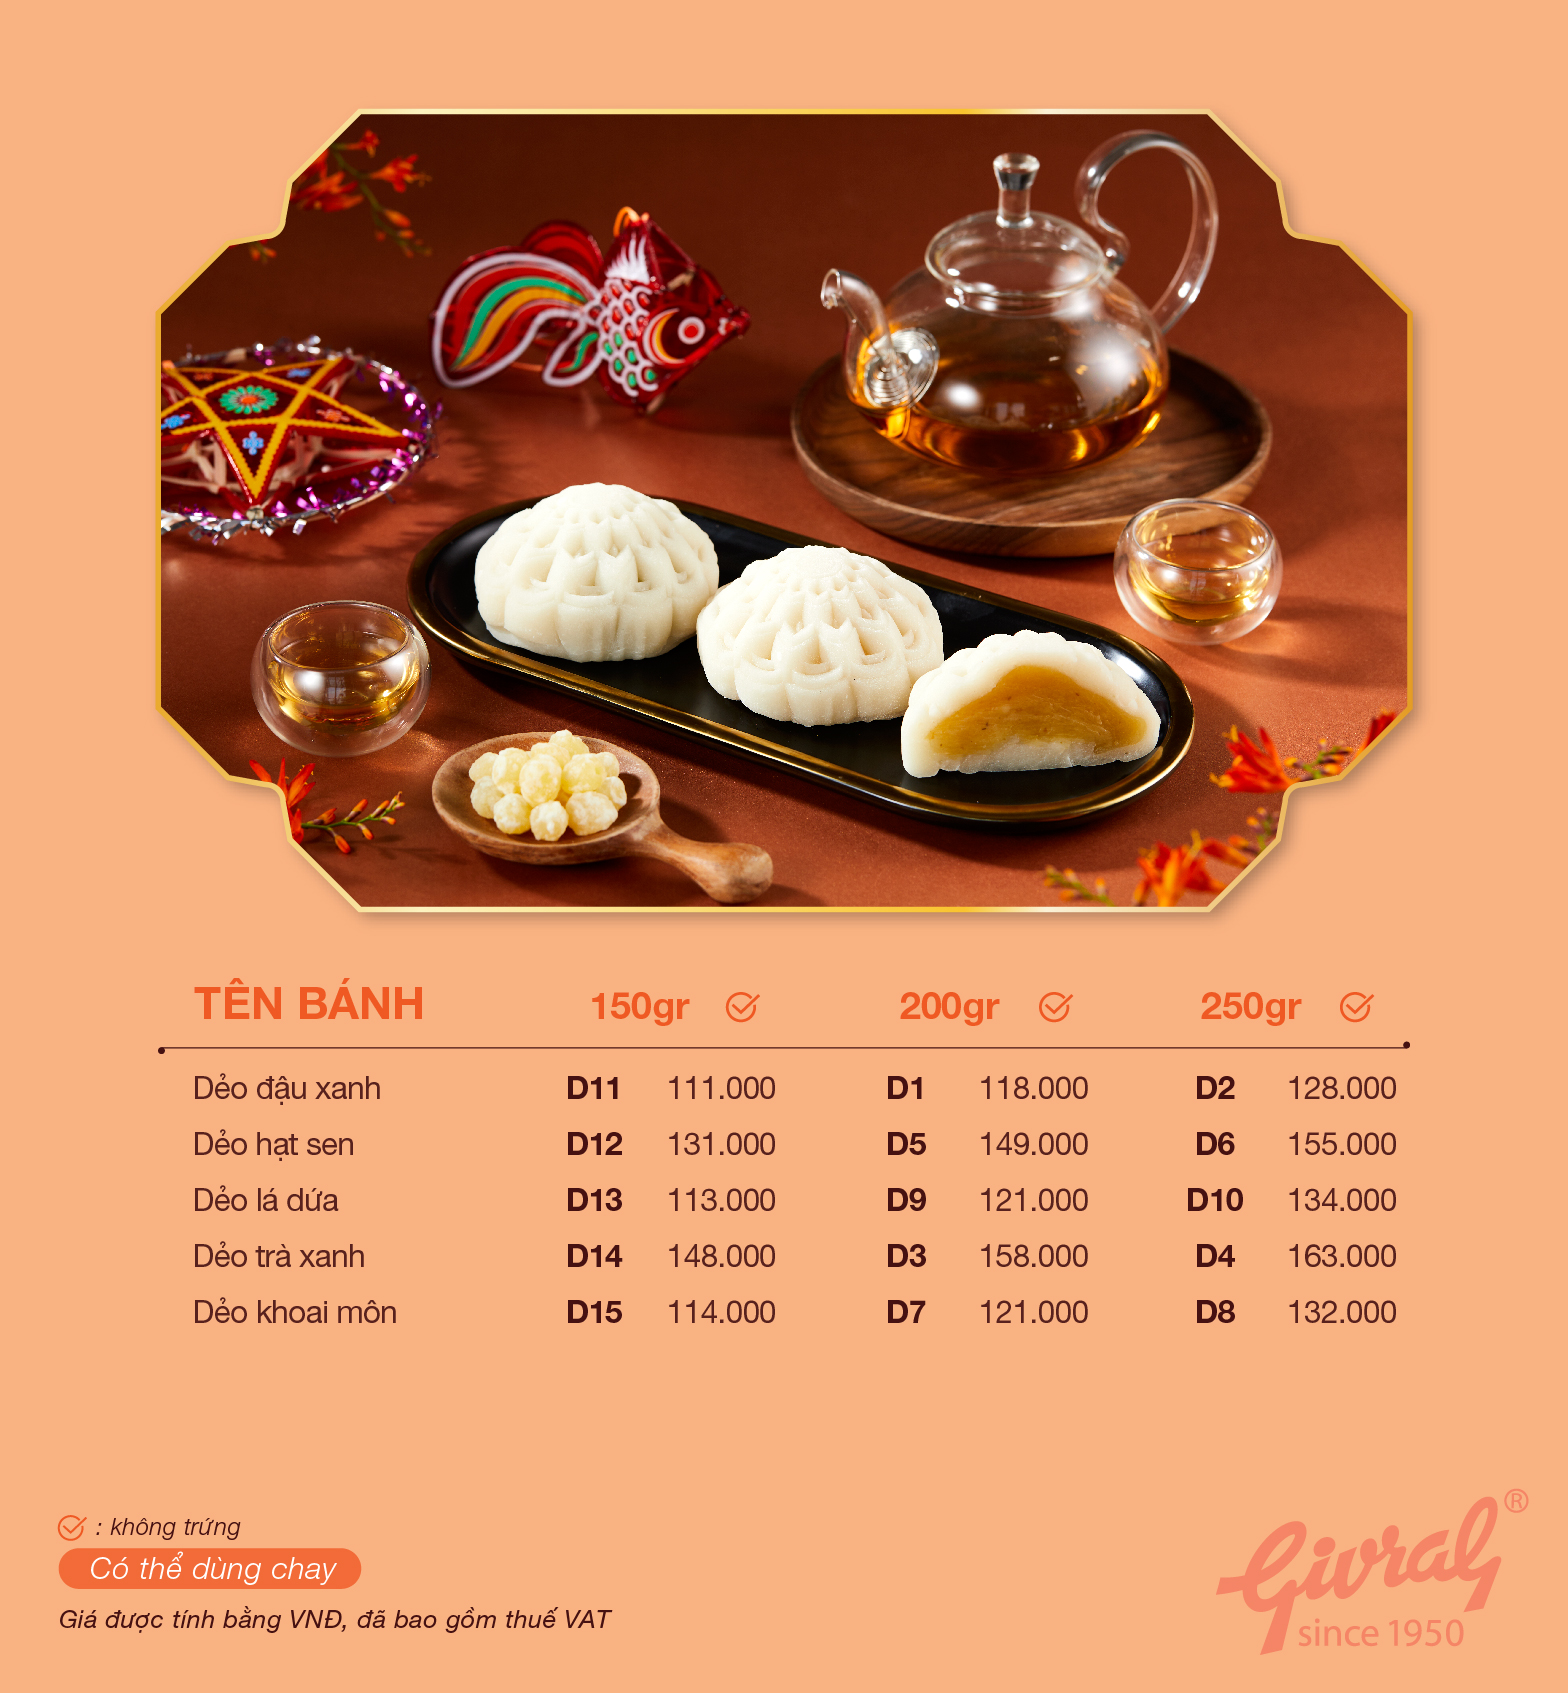 TÊN BÁNH 150gr 200gr 250gr
Dẻo đậu xanh D11 111.000 D1 118.000 D2 128.000
Dẻo hạt sen D12 131.000 D5 149.000 D6 155.000
Dẻo lá dứa D13 113.000 D9 121.000 D10 134.000
Dẻo trà xanh D14 148.000 D3 158.000 D4 163.000
Dẻo khoai môn D15 114.000 D7 121.000 D8 132.000
: không trứng
Có thể dùng chay
Giá được tính bằng VNĐ, đã bao gồm thuế VAT
Givral®
since 1950